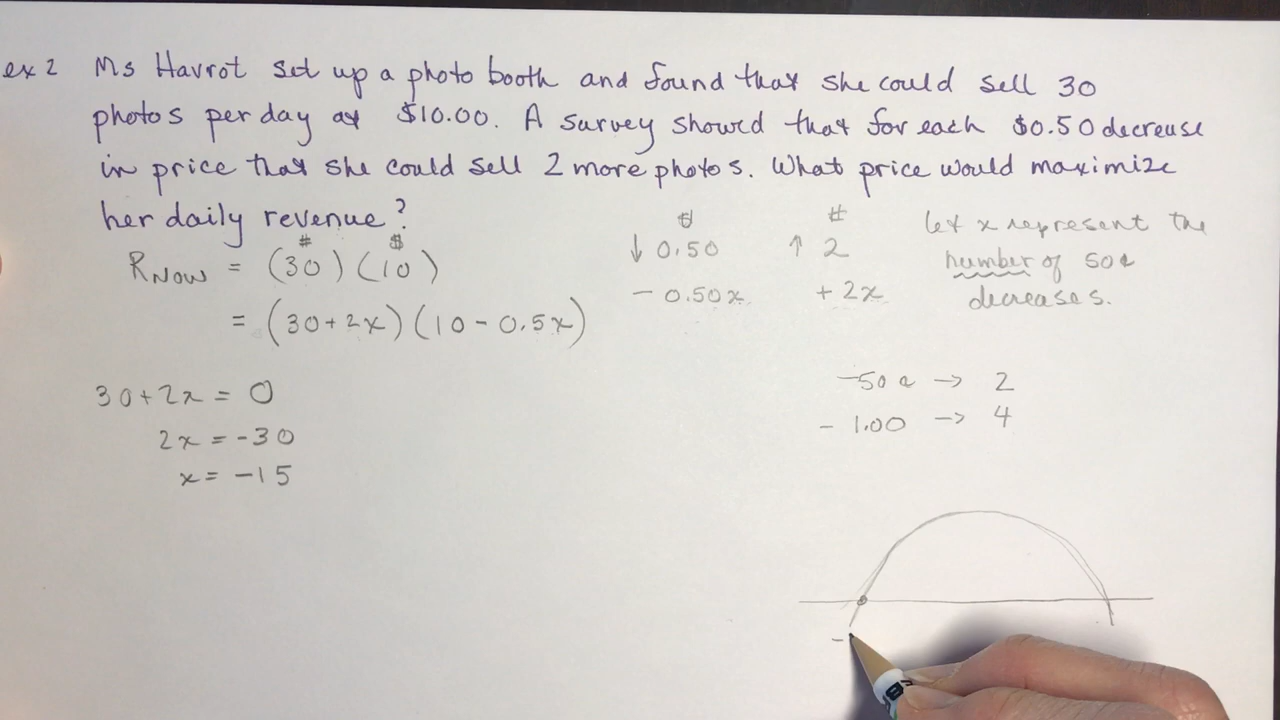 ex 2 Ms Havrot set up a photo booth and found that she could sell 30
photos per day at $10.00. A survey showed that for each $0.50 decrease
in price that she could sell 2 more photos. What price would maximize
her daily revenue?
# $
R NOW = (30)(10)
= (30+2x)(10-0.5x)
$ #
↓ 0.50 ↑ 2
- 0.50x + 2x
let x represent the
number of 50¢
decreases.
30+2x = 0
2x = -30
x = -15
-50¢ -> 2
- 1.00 -> 4
-